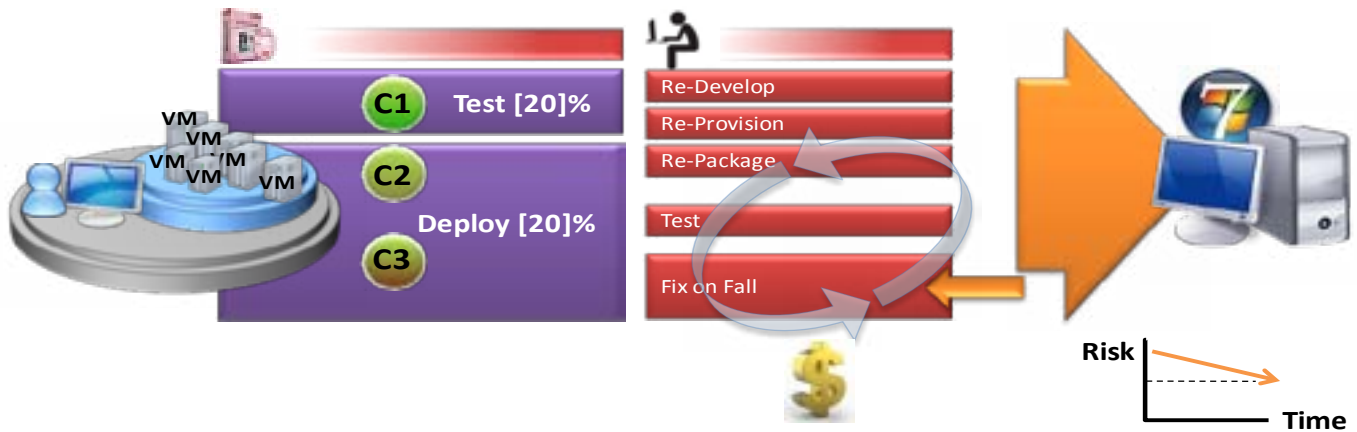 VM
VM
VM
VM
VM
VM
C1
Test [20]%
C2
Deploy [20]%
C3
Re-Develop
Re-Provision
Re-Package
Test
Fix on Fall
7
$
Risk
Time